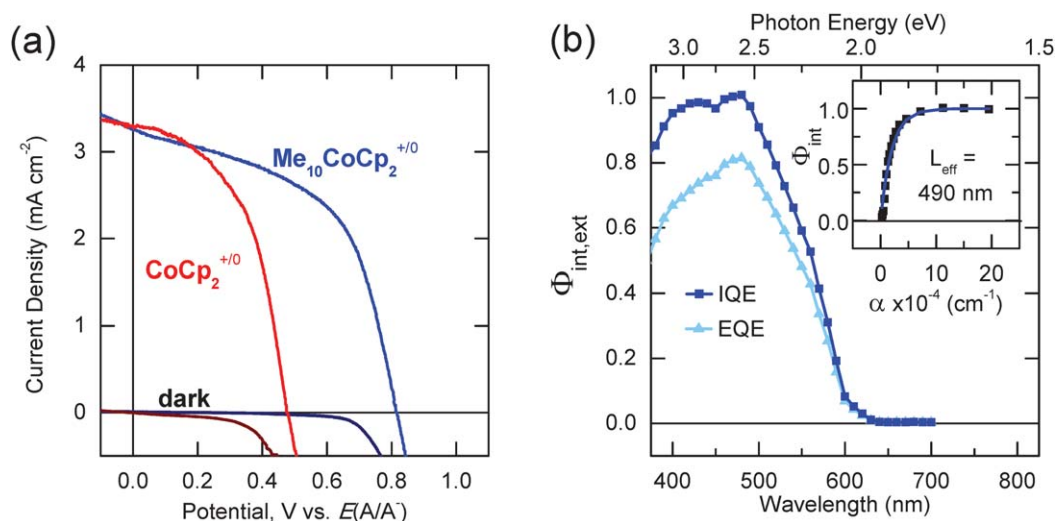 (a)
4
3
2
1
0
Current Density (mA cm⁻²)
Me₁₀CoCp₂⁺ᐟ⁰
CoCp₂⁺ᐟ⁰
dark
0.0 0.2 0.4 0.6 0.8 1.0
Potential, V vs. E(A/A⁻)
(b)
Photon Energy (eV)
3.0 2.5 2.0 1.5
1.0
0.8
0.6
0.4
0.2
0.0
Φint,ext
IQE
EQE
400 500 600 700 800
Wavelength (nm)
1.0
0.5
0.0
Φint
L eff =
490 nm
0 10 20
α x10⁻⁴ (cm⁻¹)